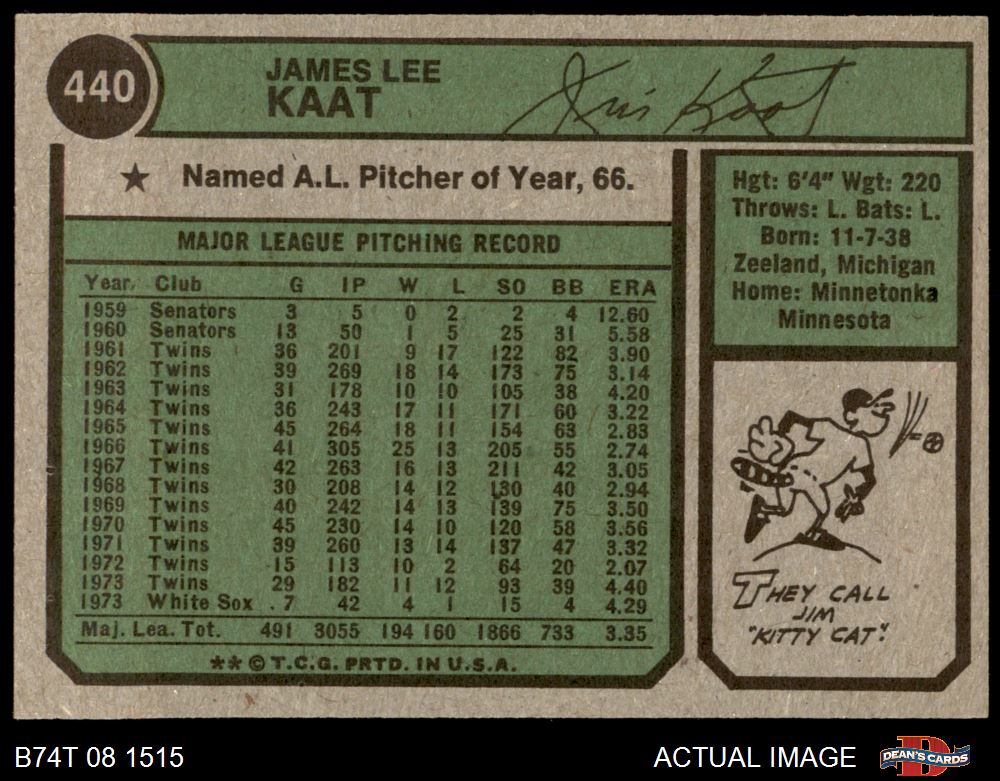 440
JAMES LEE
KAAT
Jim Kaat
★ Named A.L. Pitcher of Year, 66.
MAJOR LEAGUE PITCHING RECORD
Year Club G IP W L SO BB ERA
1959 Senators 3 5 0 2 2 4 12.60
1960 Senators 13 50 1 5 25 31 5.58
1961 Twins 36 201 9 17 122 82 3.90
1962 Twins 39 269 18 14 173 75 3.14
1963 Twins 31 178 10 10 105 38 4.20
1964 Twins 36 243 17 11 171 60 3.22
1965 Twins 45 264 18 11 154 63 2.83
1966 Twins 41 305 25 13 205 55 2.74
1967 Twins 42 263 16 13 211 42 3.05
1968 Twins 30 208 14 12 130 40 2.94
1969 Twins 40 242 14 13 139 75 3.50
1970 Twins 45 230 14 10 120 58 3.56
1971 Twins 39 260 13 14 137 47 3.32
1972 Twins 15 113 10 2 64 20 2.07
1973 Twins 29 182 11 12 93 39 4.40
1973 White Sox 7 42 4 1 15 4 4.29
Maj. Lea. Tot. 491 3055 194 160 1866 733 3.35
**©T.C.G. PRTD. IN U.S.A.
Hgt: 6'4" Wgt: 220
Throws: L. Bats: L.
Born: 11-7-38
Zeeland, Michigan
Home: Minnetonka
Minnesota
THEY CALL
JIM
"KITTY CAT".
B74T 08 1515
ACTUAL IMAGE
DEAN'S CARDS